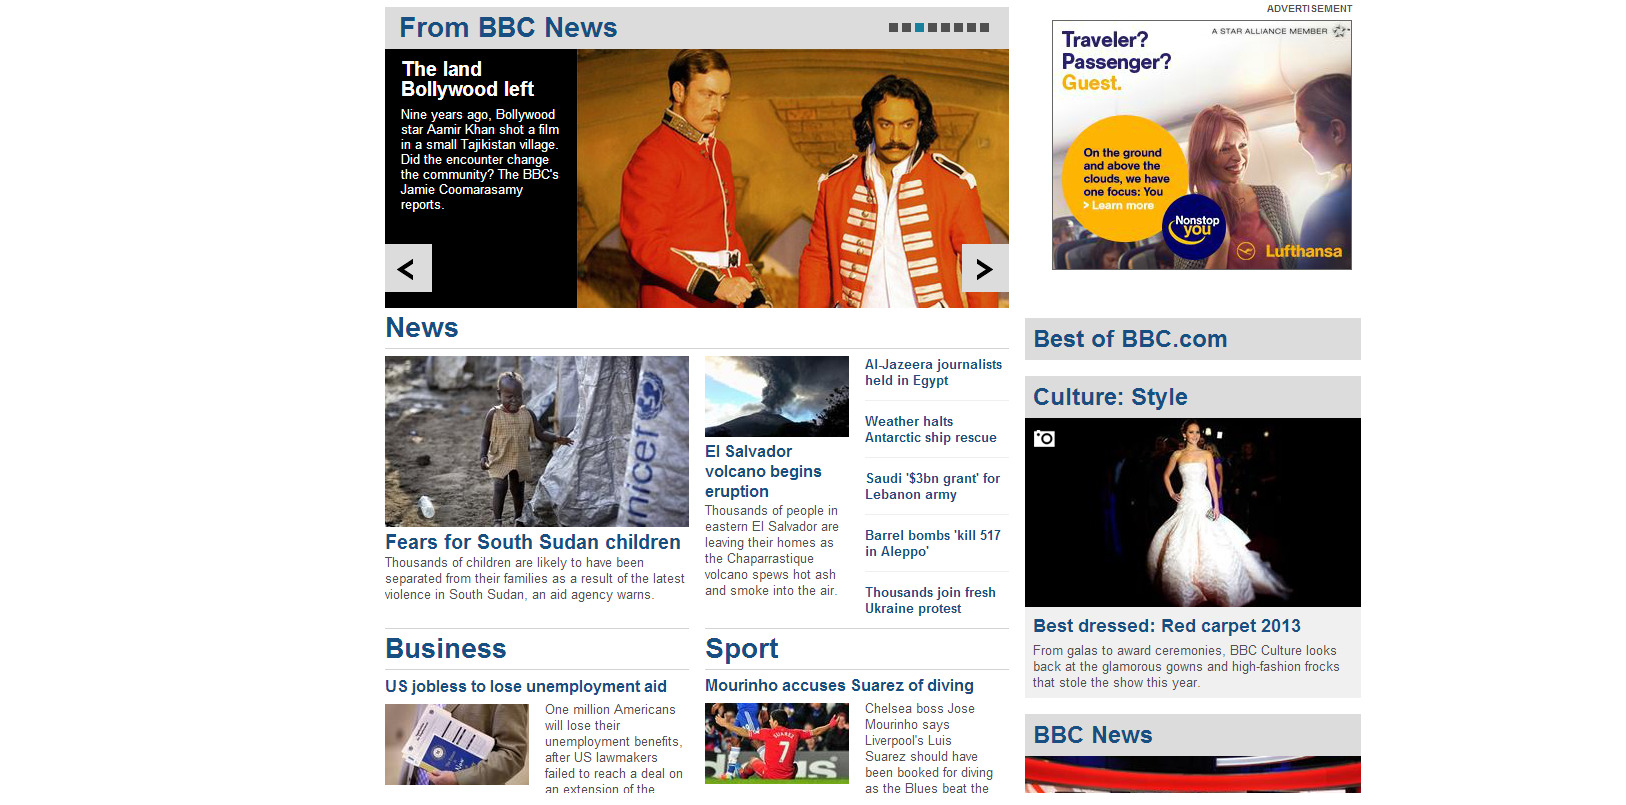 From BBC News
The land
Bollywood left
Nine years ago, Bollywood
star Aamir Khan shot a film
in a small Tajikistan village.
Did the encounter change
the community? The BBC's
Jamie Coomarasamy
reports.
<
>
ADVERTISEMENT
A STAR ALLIANCE MEMBER
Traveler?
Passenger?
Guest.
On the ground
and above the
clouds, we have
one focus: You
> Learn more
Nonstop
you
Lufthansa
News
unicef
Fears for South Sudan children
Thousands of children are likely to have been
separated from their families as a result of the latest
violence in South Sudan, an aid agency warns.
El Salvador
volcano begins
eruption
Thousands of people in
eastern El Salvador are
leaving their homes as
the Chaparrastique
volcano spews hot ash
and smoke into the air.
Al-Jazeera journalists
held in Egypt
Weather halts
Antarctic ship rescue
Saudi '$3bn grant' for
Lebanon army
Barrel bombs 'kill 517
in Aleppo'
Thousands join fresh
Ukraine protest
Business
US jobless to lose unemployment aid
One million Americans
will lose their
unemployment benefits,
after US lawmakers
failed to reach a deal on
an extension of the
Sport
Mourinho accuses Suarez of diving
SUAREZ
7
Chelsea boss Jose
Mourinho says
Liverpool's Luis
Suarez should have
been booked for diving
as the Blues beat the
Best of BBC.com
Culture: Style
Best dressed: Red carpet 2013
From galas to award ceremonies, BBC Culture looks
back at the glamorous gowns and high-fashion frocks
that stole the show this year.
BBC News